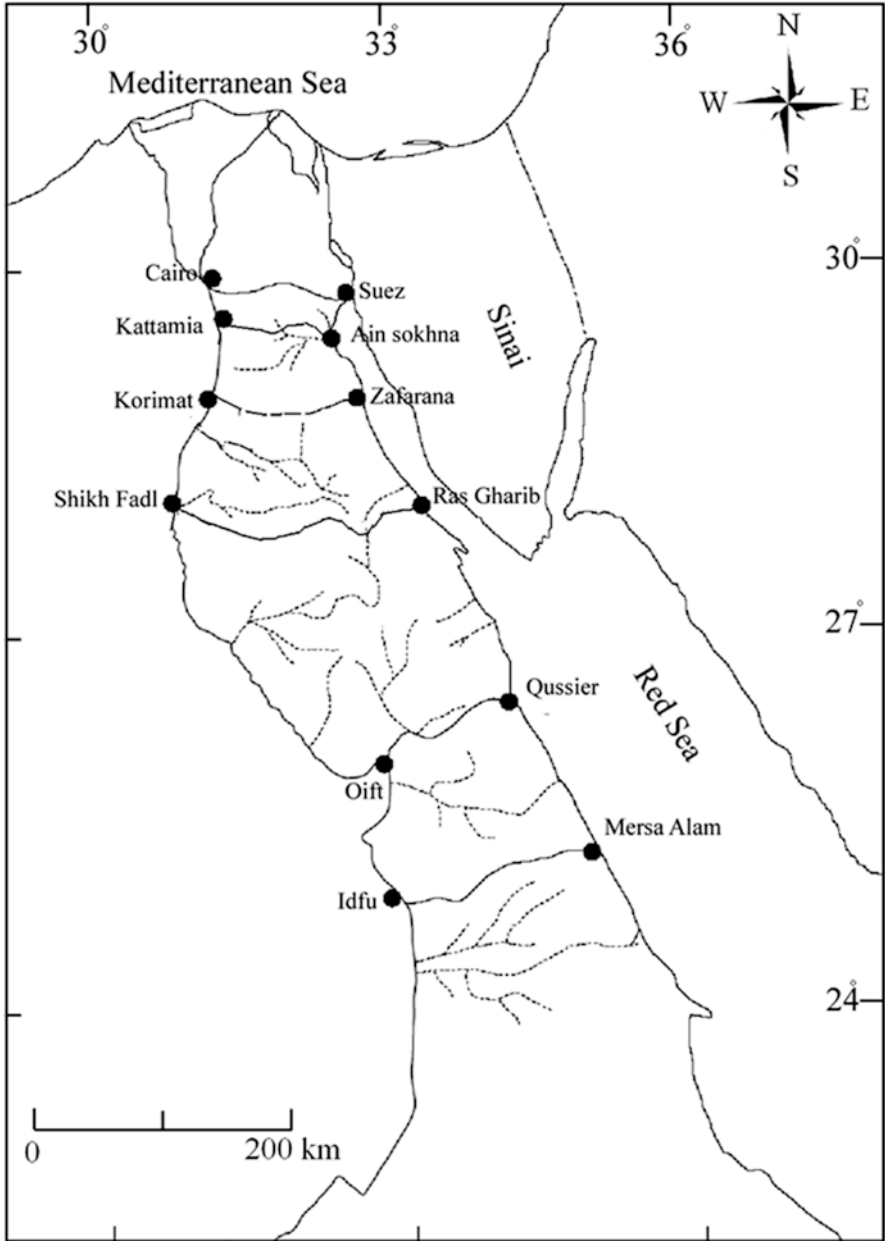 30°
33°
36°
Mediterranean Sea
N
W
E
S
30°
Cairo
Suez
Kattamia
Ain sokhna
Sinai
Korimat
Zafarana
Shikh Fadl
Ras Gharib
27°
Qussier
Red Sea
Oift
Mersa Alam
Idfu
24°
0
200 km